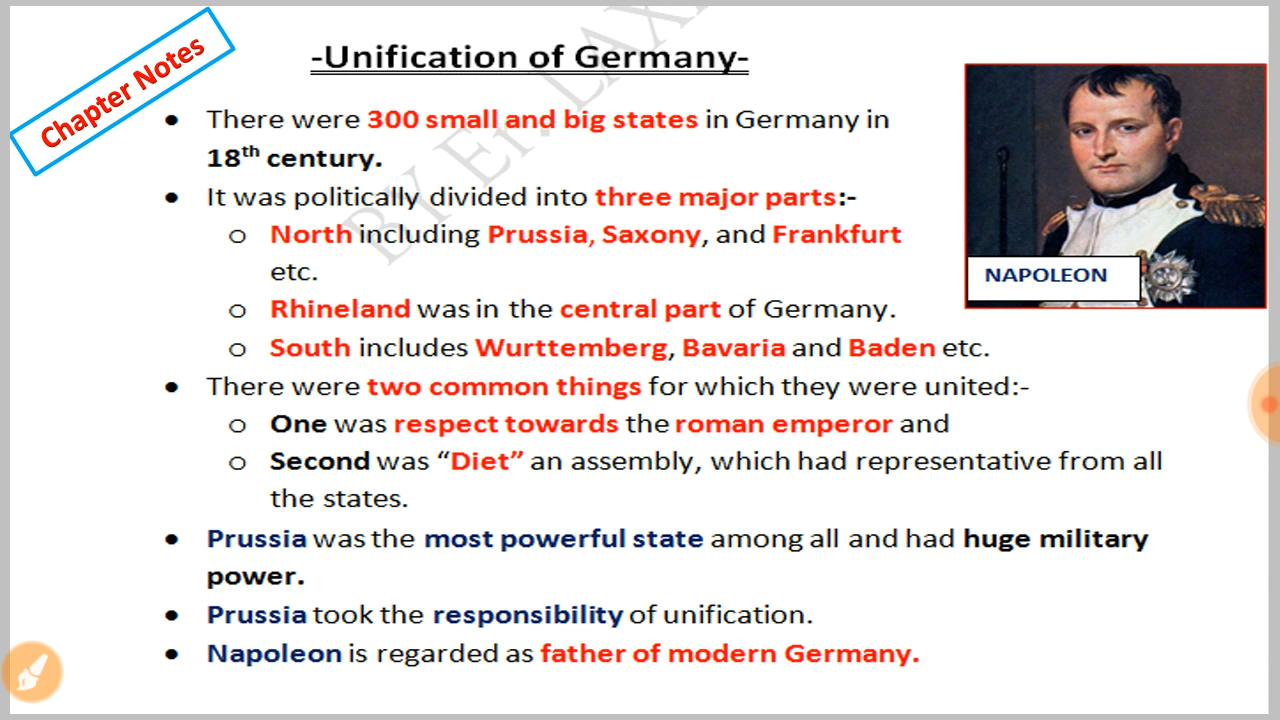 Chapter Notes
-Unification of Germany-
BY Er. LAX
• There were 300 small and big states in Germany in
18th century.
• It was politically divided into three major parts:-
o North including Prussia, Saxony, and Frankfurt
etc.
o Rhineland was in the central part of Germany.
o South includes Wurttemberg, Bavaria and Baden etc.
• There were two common things for which they were united:-
o One was respect towards the roman emperor and
o Second was “Diet” an assembly, which had representative from all
the states.
• Prussia was the most powerful state among all and had huge military
power.
• Prussia took the responsibility of unification.
• Napoleon is regarded as father of modern Germany.
NAPOLEON